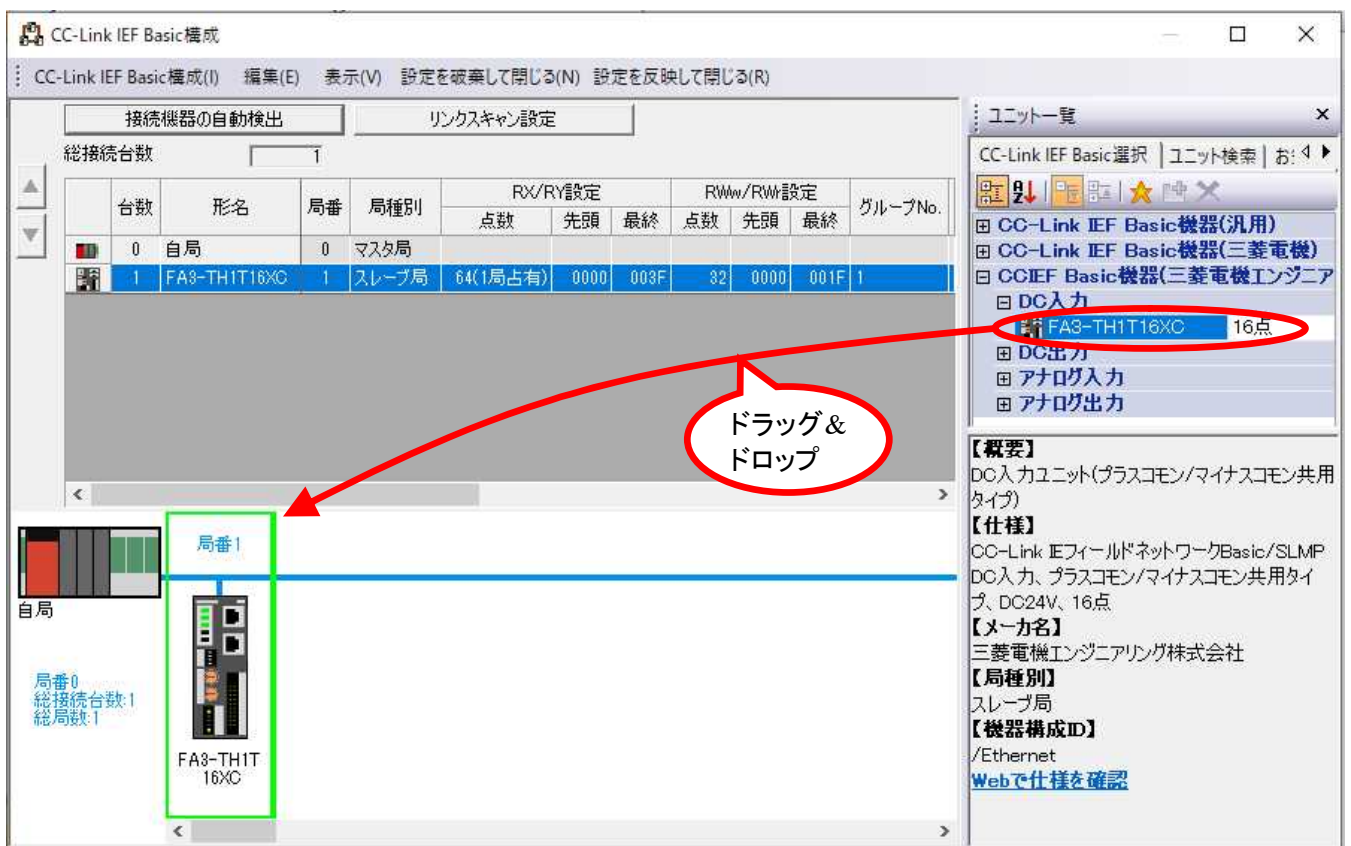 CC-Link IEF Basic構成
CC-Link IEF Basic構成(I) 編集(E) 表示(V) 設定を破棄して閉じる(N) 設定を反映して閉じる(R)
接続機器の自動検出 リンクスキャン設定
総接続台数 1
台数 形名 局番 局種別 RX/RY設定 RWw/RWr設定 グループNo.
点数 先頭 最終 点数 先頭 最終
0 自局 0 マスタ局
1 FA3-TH1T16XC 1 スレーブ局 64(1局占有) 0000 003F 32 0000 001F 1
ドラッグ&
ドロップ
自局
局番0
総接続台数:1
総局数:1
局番1
FA3-TH1T
16XC
ユニット一覧
CC-Link IEF Basic選択 ユニット検索 お:
CC-Link IEF Basic機器(汎用)
CC-Link IEF Basic機器(三菱電機)
CCIEF Basic機器(三菱電機エンジニア
DC入力
FA3-TH1T16XC 16点
DC出力
アナログ入力
アナログ出力
【概要】
DC入力ユニット(プラスコモン/マイナスコモン共用
タイプ)
【仕様】
CC-Link IEフィールドネットワークBasic/SLMP
DC入力、プラスコモン/マイナスコモン共用タイ
プ、DC24V、16点
【メーカ名】
三菱電機エンジニアリング株式会社
【局種別】
スレーブ局
【機器構成ID】
/Ethernet
Webで仕様を確認